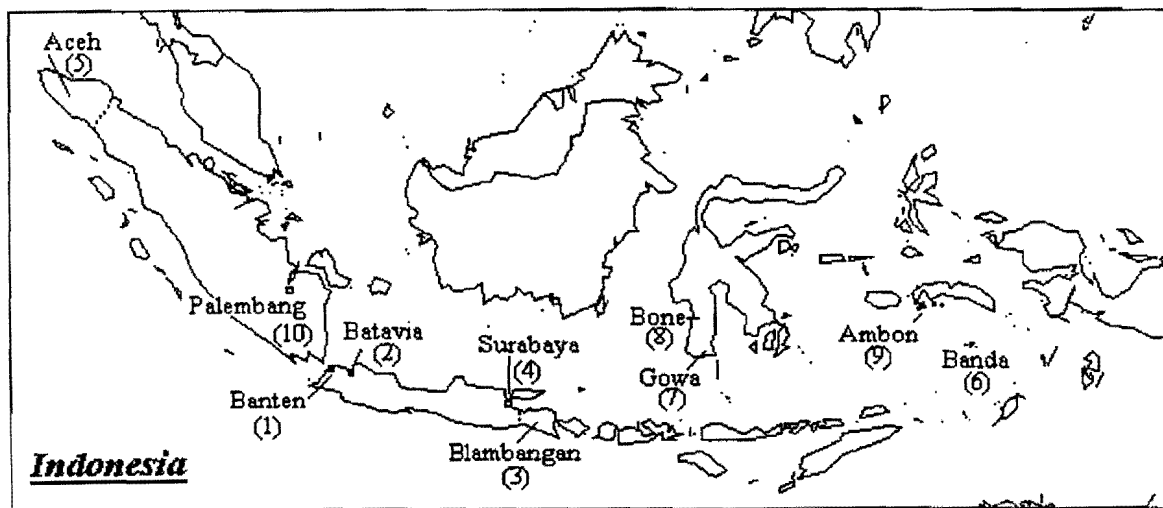 Aceh
(5)
Palembang
(10)
Batavia
(2)
Surabaya
(4)
Bone
(8)
Gowa
(7)
Ambon
(9)
Banda
(6)
Banten
(1)
Blambangan
(3)
Indonesia